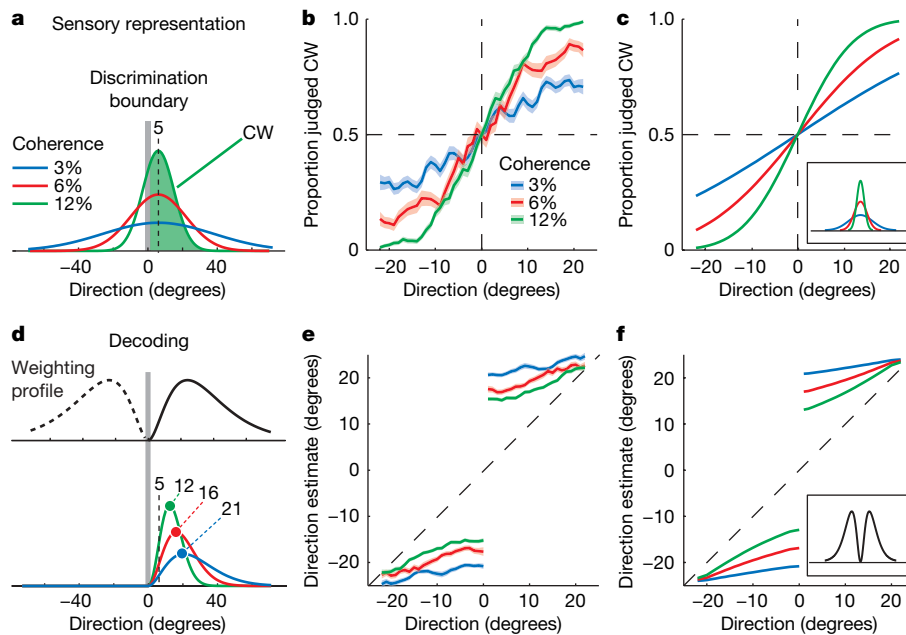 a
Sensory representation
Discrimination
boundary
5
CW
Coherence
3%
6%
12%
−40
0
40
Direction (degrees)
b
Proportion judged CW
1.0
0.5
0
Coherence
3%
6%
12%
−20
−10
0
10
20
Direction (degrees)
c
Proportion judged CW
1.0
0.5
0
−20
−10
0
10
20
Direction (degrees)
d
Decoding
Weighting
profile
5
12
16
21
−40
0
40
Direction (degrees)
e
Direction estimate (degrees)
20
10
0
−10
−20
−20
−10
0
10
20
Direction (degrees)
f
Direction estimate (degrees)
20
10
0
−10
−20
−20
−10
0
10
20
Direction (degrees)